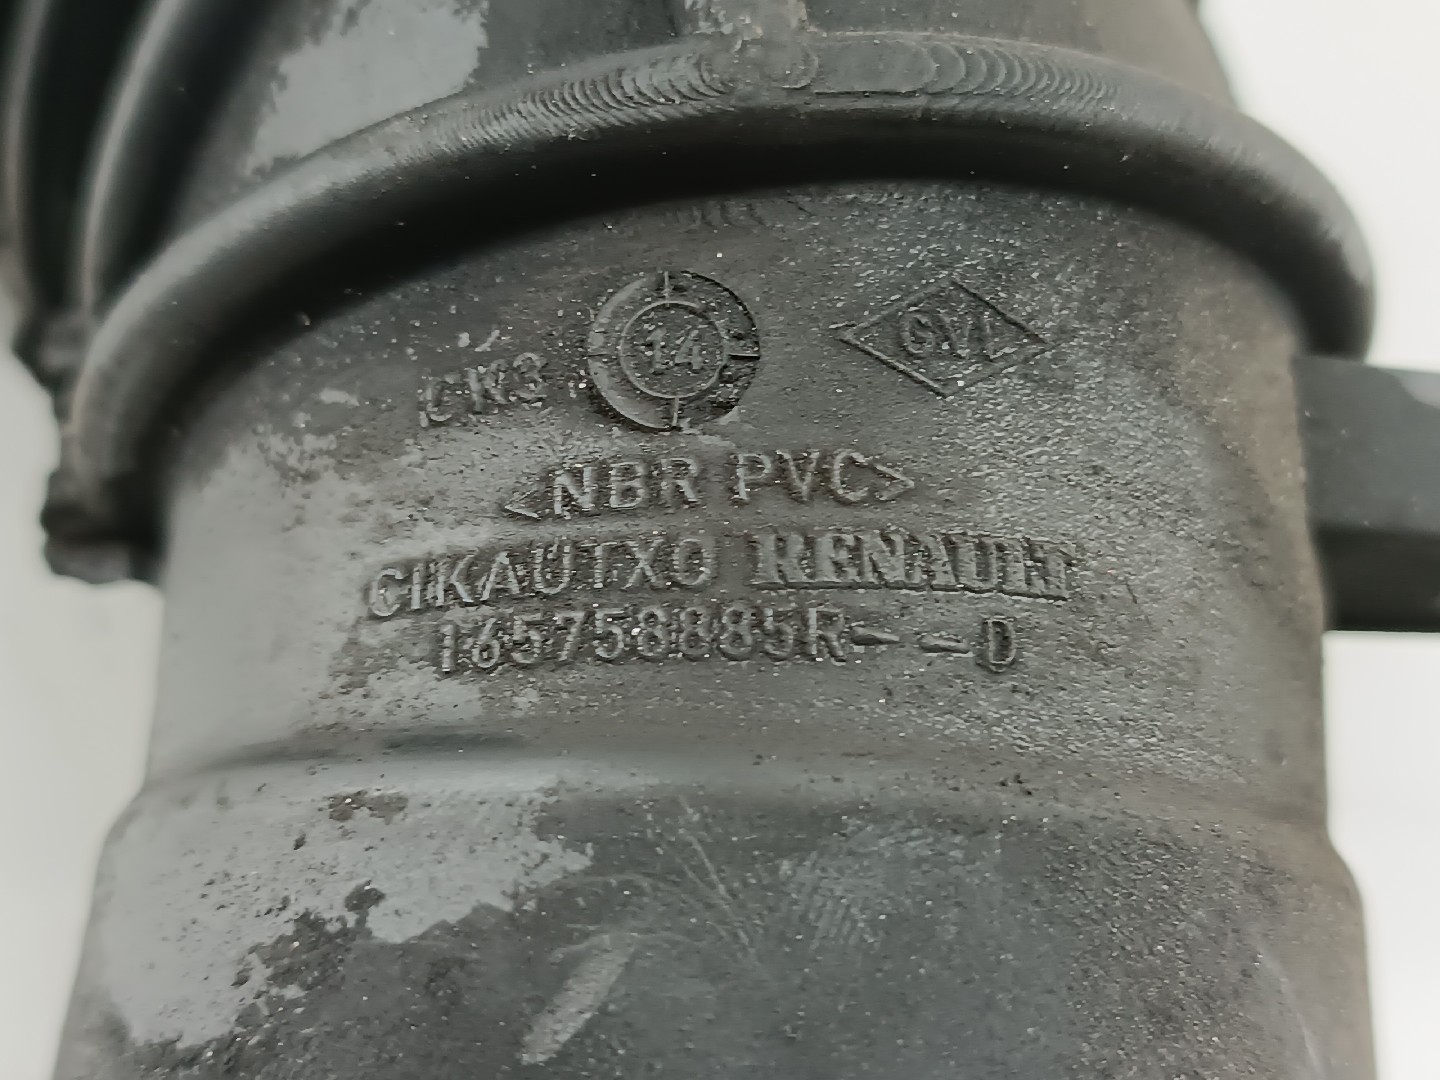 CK3 14 GVL
<NBR PVC>
CIKAUTXO RENAULT
165758885R--D